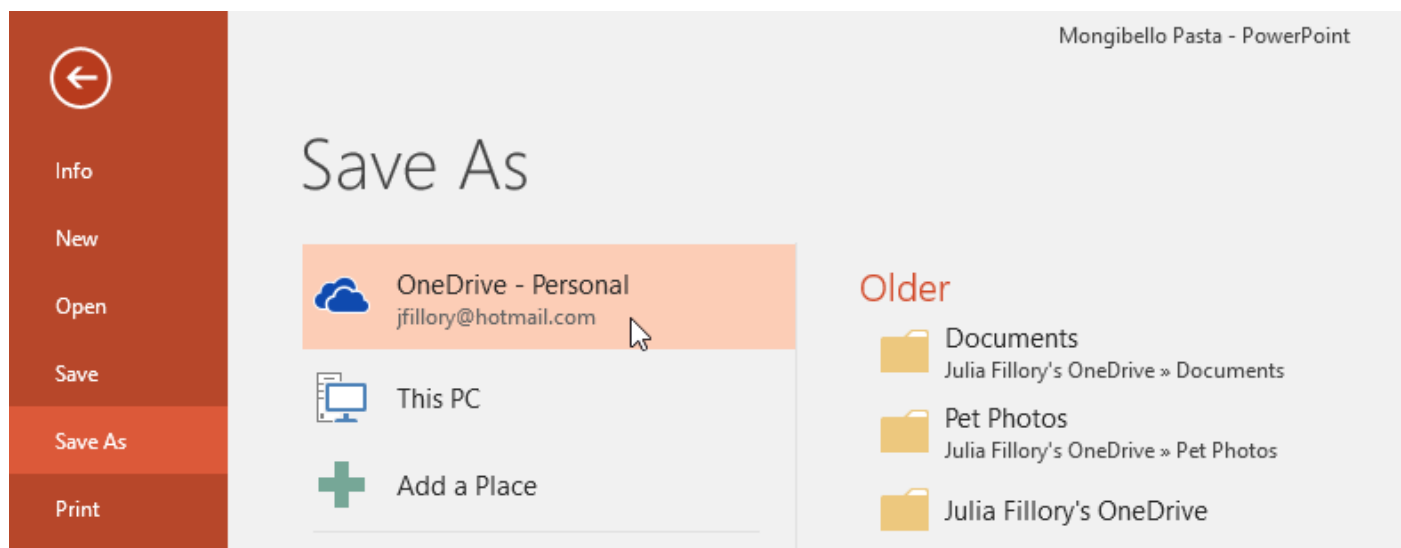 Mongibello Pasta - PowerPoint
Info
New
Open
Save
Save As
Print
Save As
OneDrive - Personal
jfillory@hotmail.com
This PC
Add a Place
Older
Documents
Julia Fillory's OneDrive » Documents
Pet Photos
Julia Fillory's OneDrive » Pet Photos
Julia Fillory's OneDrive